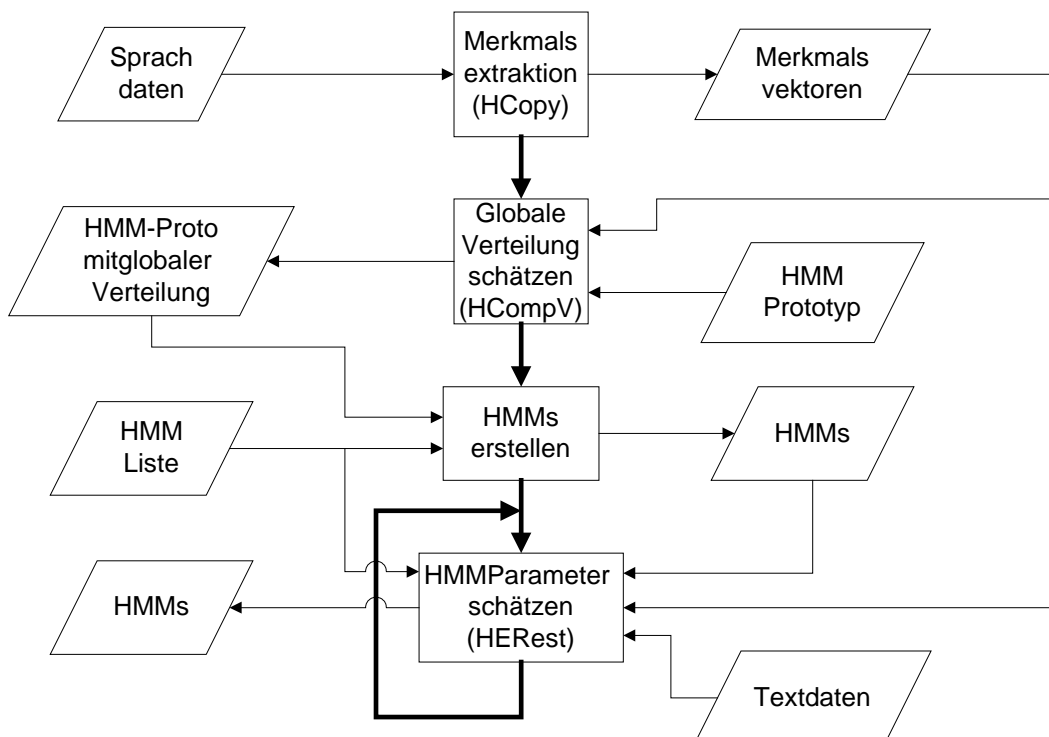 Sprach
daten
Merkmals
extraktion
(HCopy)
Merkmals
vektoren
HMM-Proto
mitglobaler
Verteilung
Globale
Verteilung
schätzen
(HCompV)
HMM
Prototyp
HMM
Liste
HMMs
erstellen
HMMs
HMMs
HMMParameter
schätzen
(HERest)
Textdaten